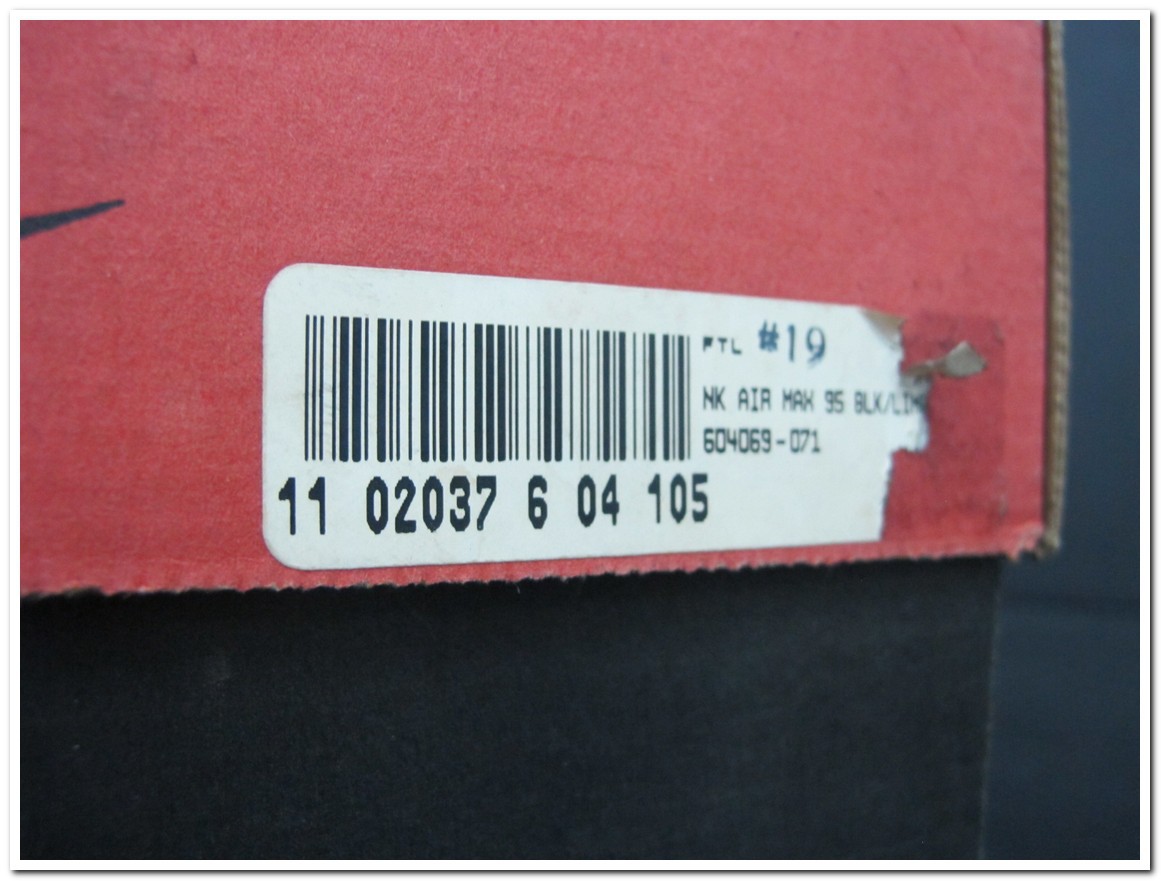 FTL #19
NK AIR MAX 95 BLK/LIM
604069-071
11 02037 6 04 105